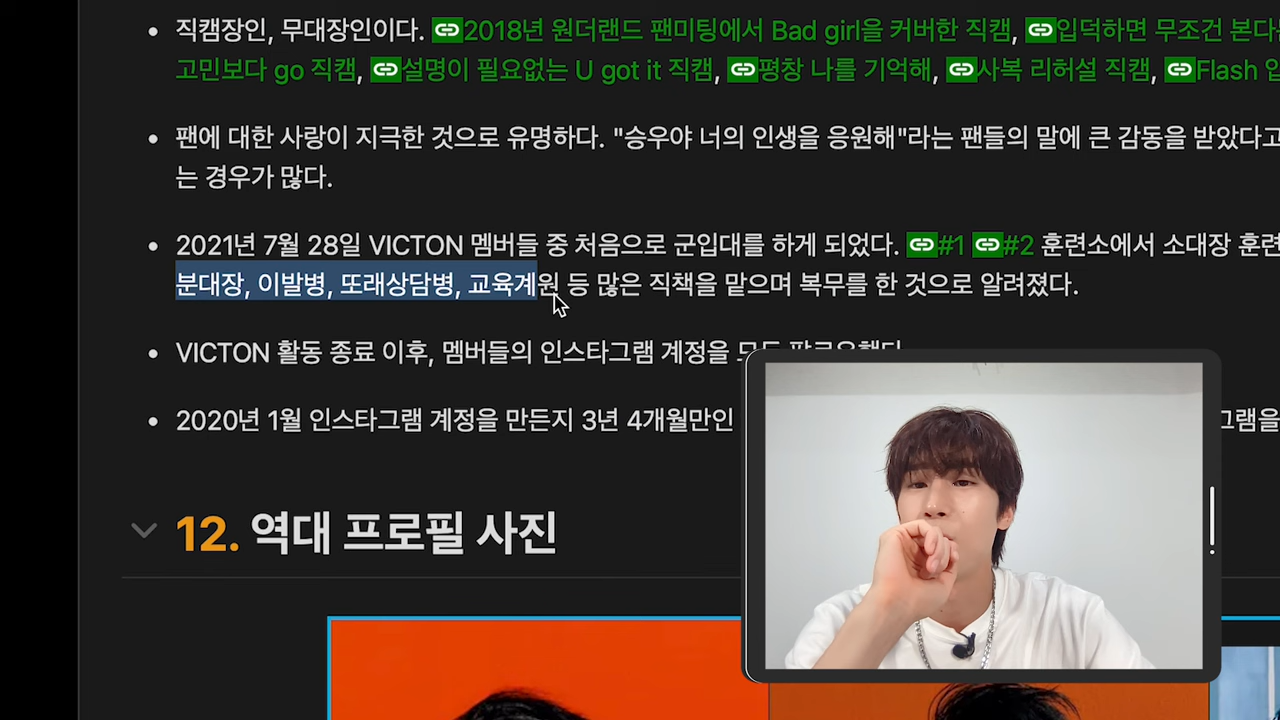 직캠장인, 무대장인이다. 2018년 원더랜드 팬미팅에서 Bad girl을 커버한 직캠, 입덕하면 무조건 본다는
고민보다 go 직캠, 설명이 필요없는 U got it 직캠, 평창 나를 기억해, 사복 리허설 직캠, Flash 입
팬에 대한 사랑이 지극한 것으로 유명하다. "승우야 너의 인생을 응원해"라는 팬들의 말에 큰 감동을 받았다고
는 경우가 많다.
2021년 7월 28일 VICTON 멤버들 중 처음으로 군입대를 하게 되었다. #1 #2 훈련소에서 소대장 훈련
분대장, 이발병, 또래상담병, 교육계원 등 많은 직책을 맡으며 복무를 한 것으로 알려졌다.
VICTON 활동 종료 이후, 멤버들의 인스타그램 계정을 모두 팔로우했다.
2020년 1월 인스타그램 계정을 만든지 3년 4개월만인 그램을
12. 역대 프로필 사진